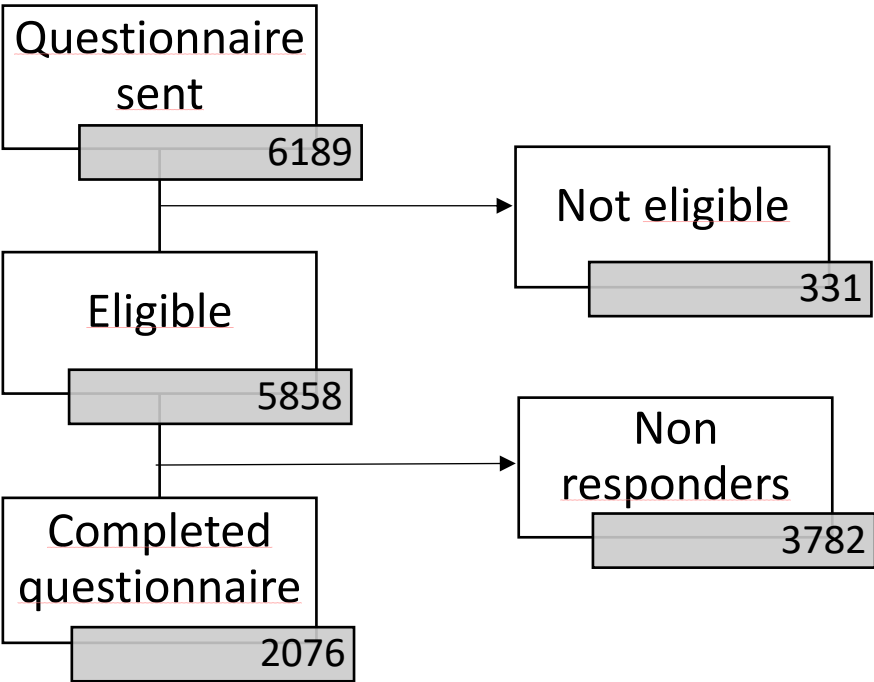 Questionnaire
sent
6189
Not eligible
331
Eligible
5858
Non
responders
3782
Completed
questionnaire
2076